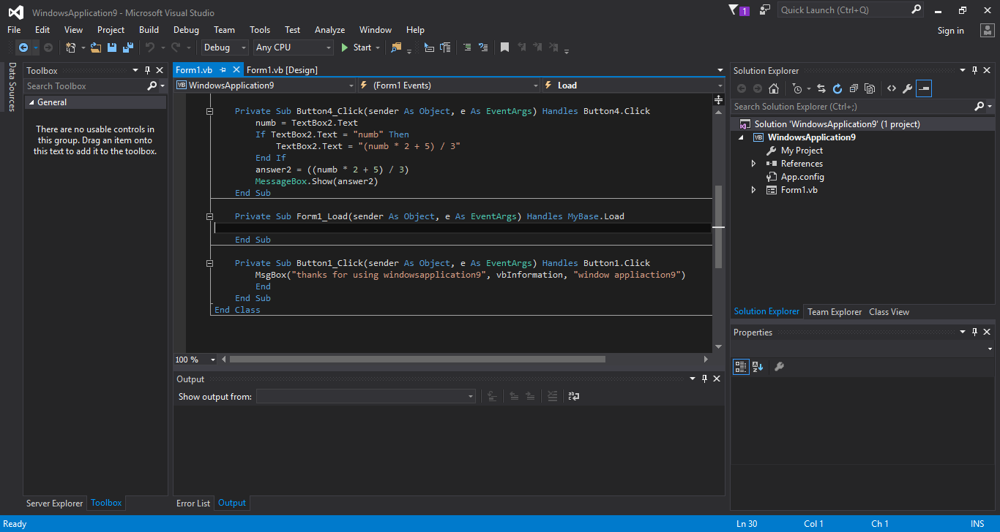 WindowsApplication9 - Microsoft Visual Studio
1
Quick Launch (Ctrl+Q)
File Edit View Project Build Debug Team Tools Test Analyze Window Help
Sign in
Debug Any CPU Start
Data Sources
Toolbox
Search Toolbox
General
There are no usable controls in
this group. Drag an item onto
this text to add it to the toolbox.
Server Explorer Toolbox
Form1.vb Form1.vb [Design]
VB WindowsApplication9 (Form1 Events) Load
Private Sub Button4_Click(sender As Object, e As EventArgs) Handles Button4.Click
numb = TextBox2.Text
If TextBox2.Text = "numb" Then
TextBox2.Text = "(numb * 2 + 5) / 3"
End If
answer2 = ((numb * 2 + 5) / 3)
MessageBox.Show(answer2)
End Sub
Private Sub Form1_Load(sender As Object, e As EventArgs) Handles MyBase.Load
End Sub
Private Sub Button1_Click(sender As Object, e As EventArgs) Handles Button1.Click
MsgBox("thanks for using windowsapplication9", vbInformation, "window appliaction9")
End
End Sub
End Class
100 %
Output
Show output from:
Error List Output
Solution Explorer
Search Solution Explorer (Ctrl+;)
Solution 'WindowsApplication9' (1 project)
VB WindowsApplication9
My Project
References
App.config
Form1.vb
Solution Explorer Team Explorer Class View
Properties
Ready Ln 30 Col 1 Ch 1 INS